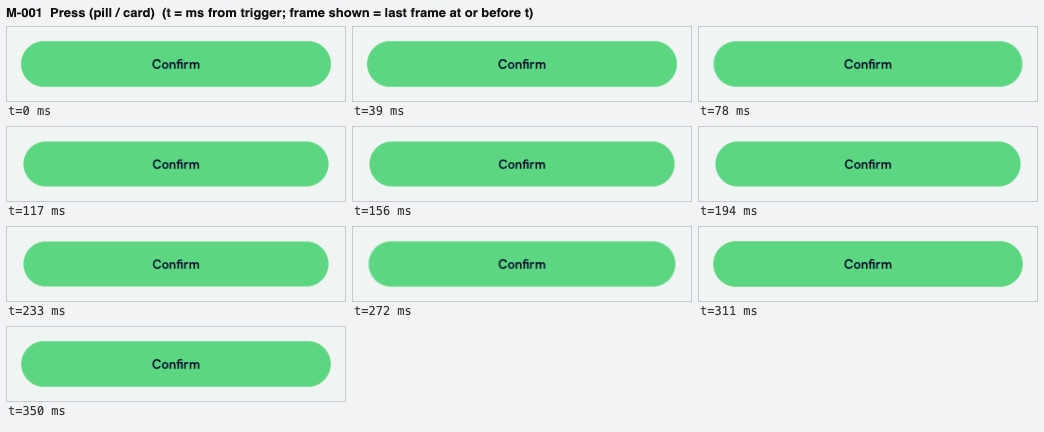 M-001 Press (pill / card) (t = ms from trigger; frame shown = last frame at or before t)
Confirm
Confirm
Confirm
t=0 ms
t=39 ms
t=78 ms
Confirm
Confirm
Confirm
t=117 ms
t=156 ms
t=194 ms
Confirm
Confirm
Confirm
t=233 ms
t=272 ms
t=311 ms
Confirm
t=350 ms